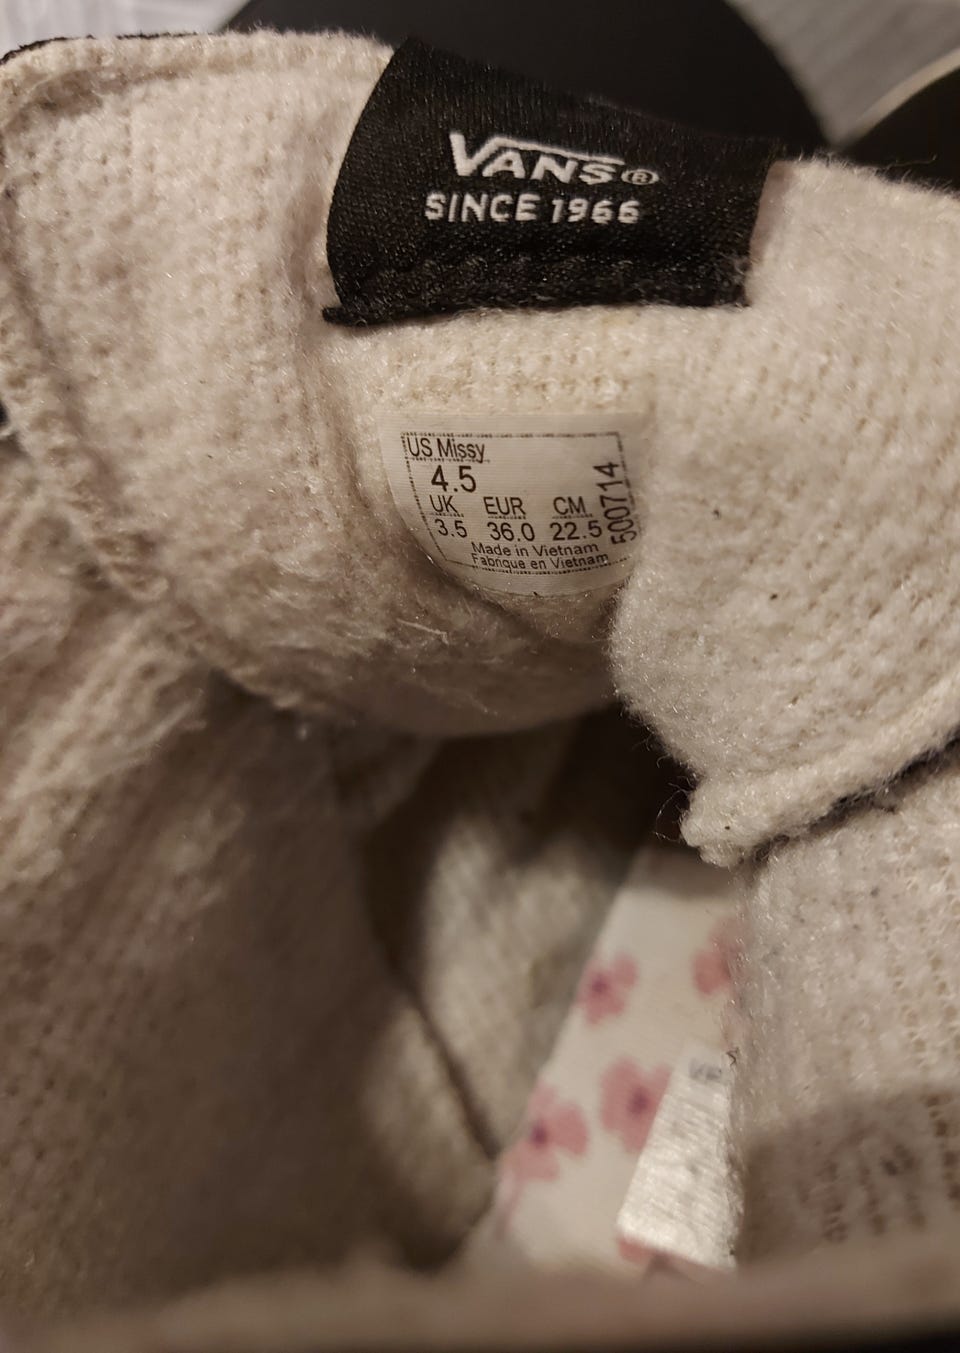 VANS®
SINCE 1966
US Missy
4.5
UK EUR CM
3.5 36.0 22.5
Made in Vietnam
Fabrique en Vietnam
500714